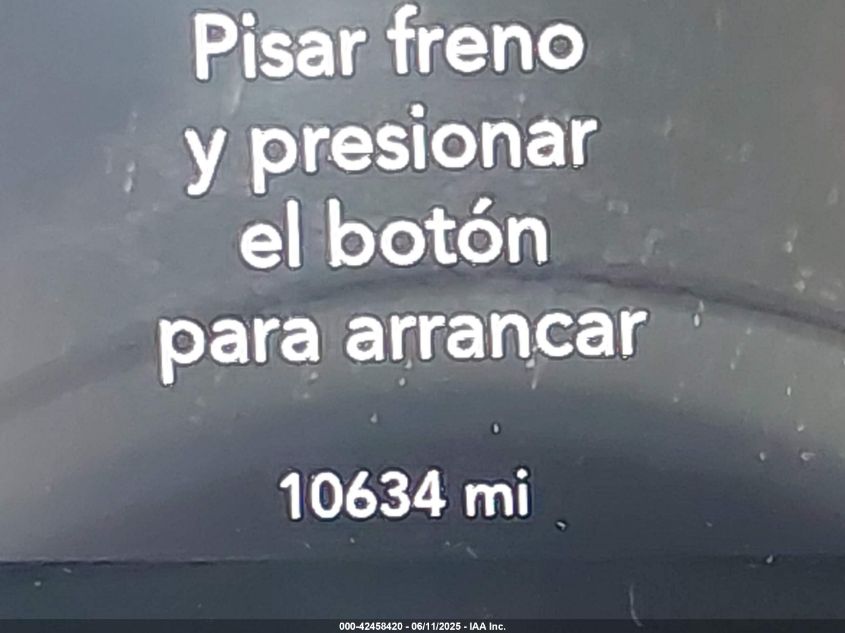 Pisar freno
y presionar
el botón
para arrancar
10634 mi
000-42458420 - 06/11/2025 - IAA Inc.